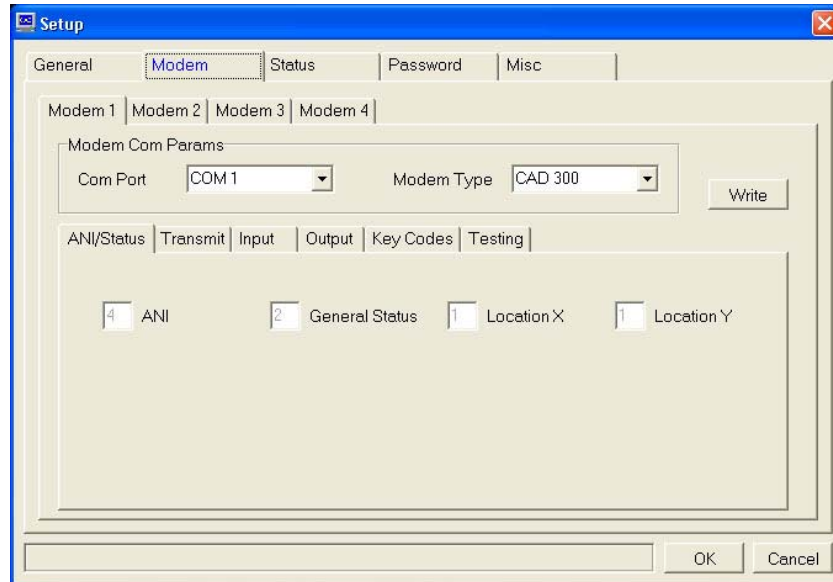 Setup
General Modem Status Password Misc
Modem 1 Modem 2 Modem 3 Modem 4
Modem Com Params
Com Port COM 1 Modem Type CAD 300
Write
ANI/Status Transmit Input Output Key Codes Testing
4 ANI 2 General Status 1 Location X 1 Location Y
OK Cancel